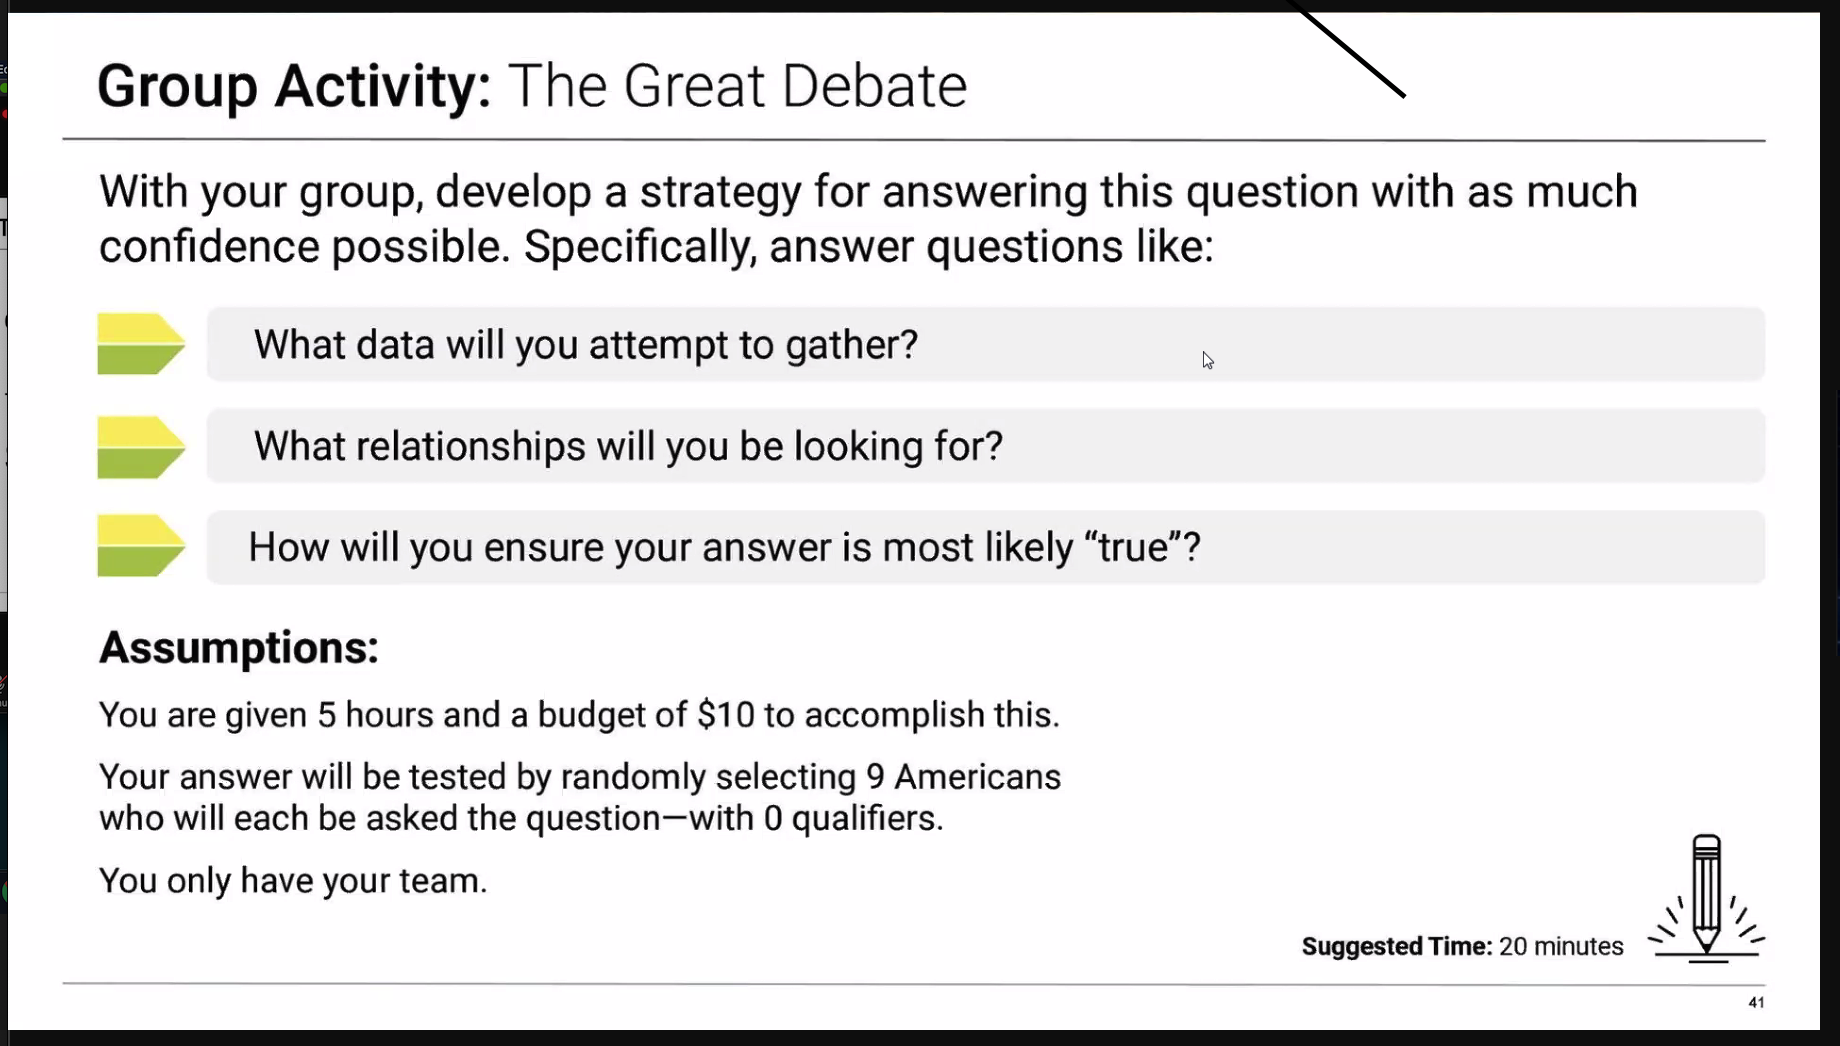 Group Activity: The Great Debate
With your group, develop a strategy for answering this question with as much
confidence possible. Specifically, answer questions like:
What data will you attempt to gather?
What relationships will you be looking for?
How will you ensure your answer is most likely “true”?
Assumptions:
You are given 5 hours and a budget of $10 to accomplish this.
Your answer will be tested by randomly selecting 9 Americans
who will each be asked the question—with 0 qualifiers.
You only have your team.
Suggested Time: 20 minutes
41